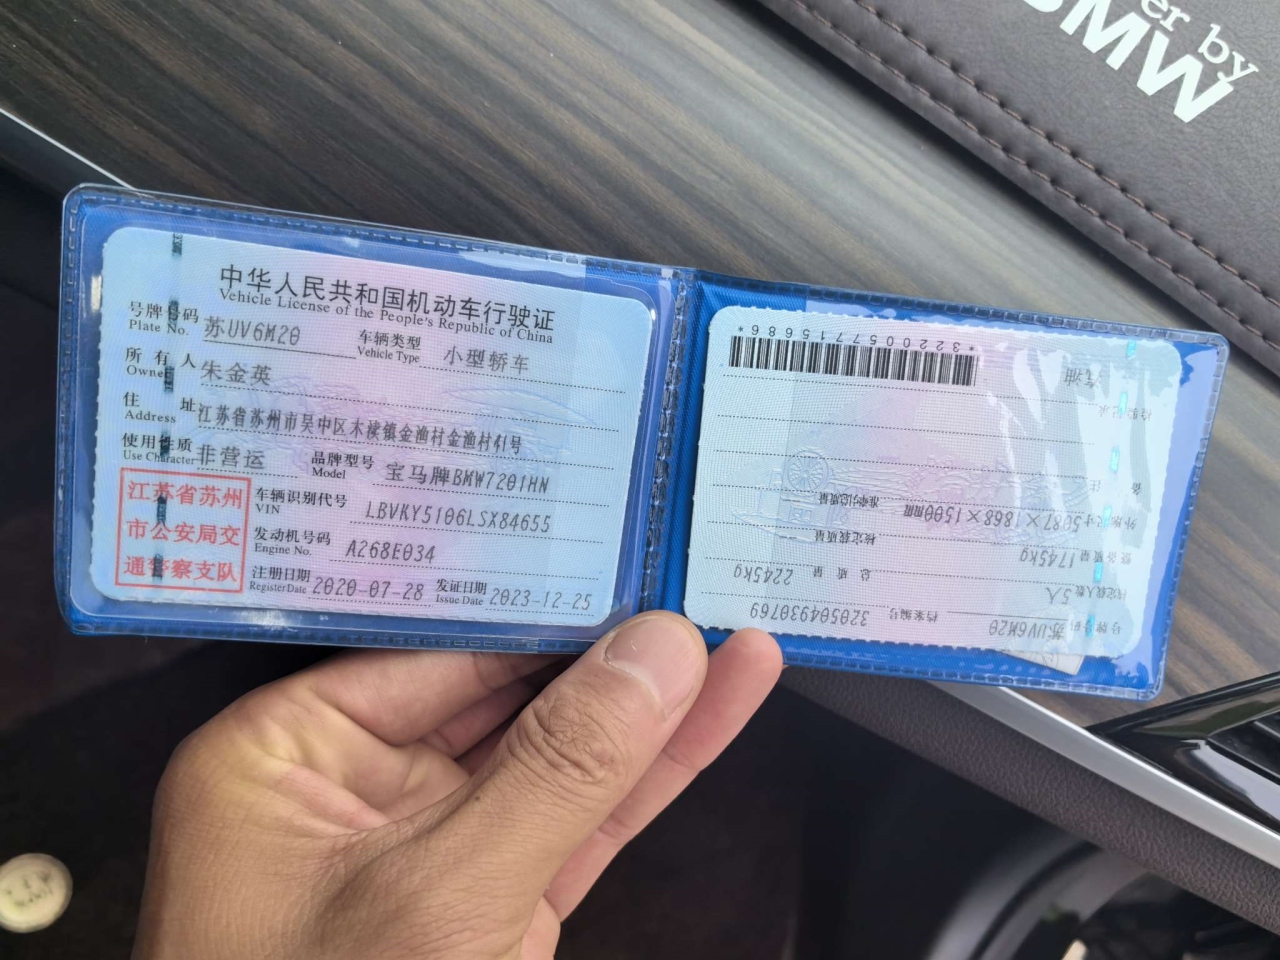 er by
BMW
中华人民共和国机动车行驶证
Vehicle License of the People's Republic of China
号牌号码 苏UV6M20 车辆类型 小型轿车
Plate No. Vehicle Type
所有人 朱金英
Owner
住址 江苏省苏州市吴中区木渎镇金渔村金渔村41号
Address
使用性质 非营运 品牌型号 宝马牌BMW7201HN
Use Character Model
车辆识别代号 LBVKY5106LSX84655
VIN
发动机号码 A268E034
Engine No.
注册日期 2020-07-28 发证日期 2023-12-25
Register Date Issue Date
江苏省苏州
市公安局交
通警察支队
号牌号码 苏UV6M20 档案编号 320504930769
核定载人数 5人 总质量 2245kg
整备质量 1745kg 核定载质量
外廓尺寸 5087×1868×1500mm 准牵引总质量
备注
检验记录
汽油
*3220057715686*